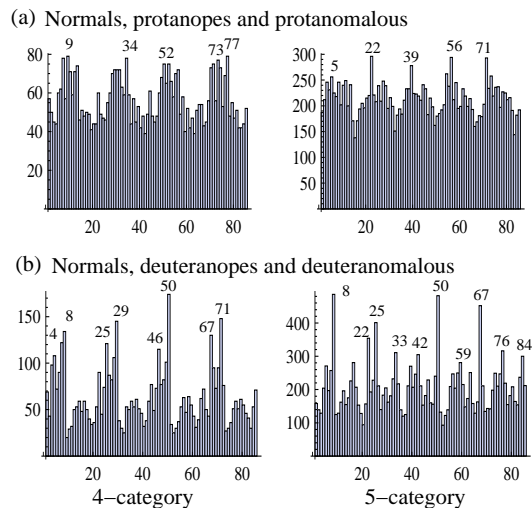 (a) Normals, protanopes and protanomalous
80 60 40 20
9 34 52 73 77
20 40 60 80
300 250 200 150 100 50
5 22 39 56 71
20 40 60 80
(b) Normals, deuteranopes and deuteranomalous
150 100 50
4 8 25 29 46 50 67 71
20 40 60 80
4−category
400 300 200 100
8 22 25 33 42 50 59 67 76 84
20 40 60 80
5−category